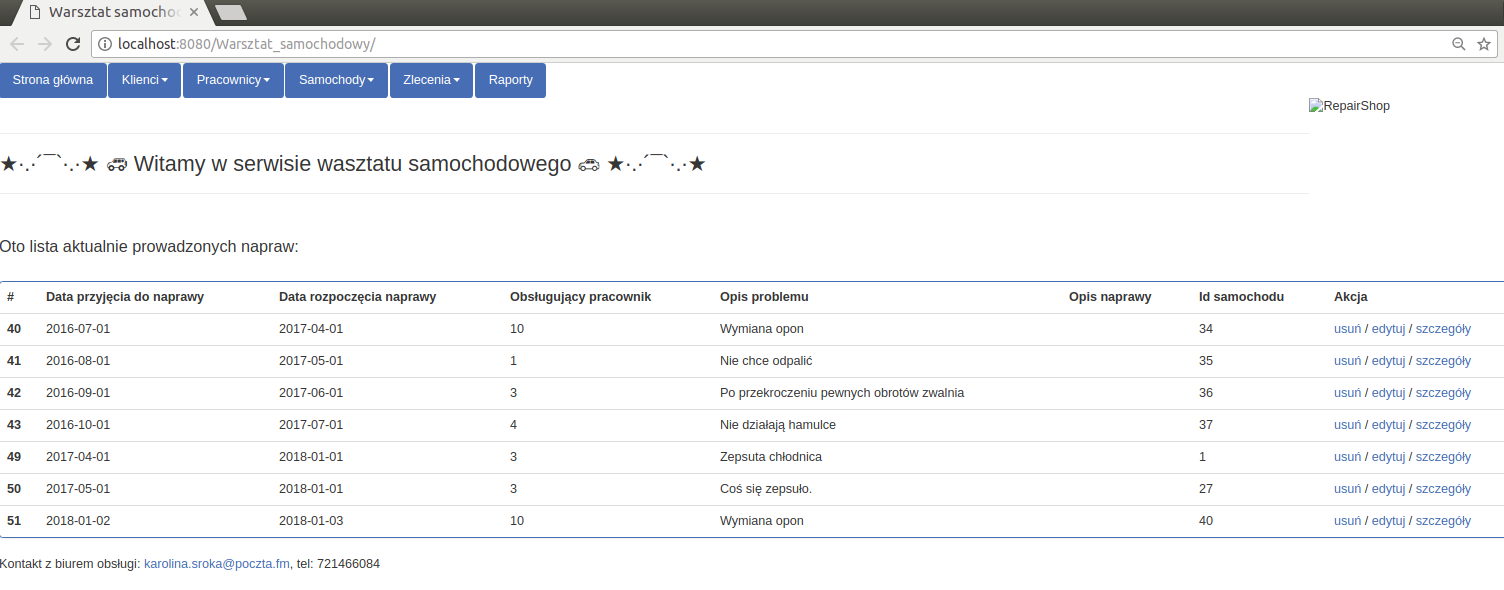 Warsztat samochod
localhost:8080/Warsztat_samochodowy/
Strona główna Klienci Pracownicy Samochody Zlecenia Raporty
RepairShop
★·.·´¯`·.·★ 🚙 Witamy w serwisie wasztatu samochodowego 🚗 ★·.·´¯`·.·★
Oto lista aktualnie prowadzonych napraw:
# Data przyjęcia do naprawy Data rozpoczęcia naprawy Obsługujący pracownik Opis problemu Opis naprawy Id samochodu Akcja
40 2016-07-01 2017-04-01 10 Wymiana opon 34 usuń / edytuj / szczegóły
41 2016-08-01 2017-05-01 1 Nie chce odpalić 35 usuń / edytuj / szczegóły
42 2016-09-01 2017-06-01 3 Po przekroczeniu pewnych obrotów zwalnia 36 usuń / edytuj / szczegóły
43 2016-10-01 2017-07-01 4 Nie działają hamulce 37 usuń / edytuj / szczegóły
49 2017-04-01 2018-01-01 3 Zepsuta chłodnica 1 usuń / edytuj / szczegóły
50 2017-05-01 2018-01-01 3 Coś się zepsuło. 27 usuń / edytuj / szczegóły
51 2018-01-02 2018-01-03 10 Wymiana opon 40 usuń / edytuj / szczegóły
Kontakt z biurem obsługi: karolina.sroka@poczta.fm, tel: 721466084